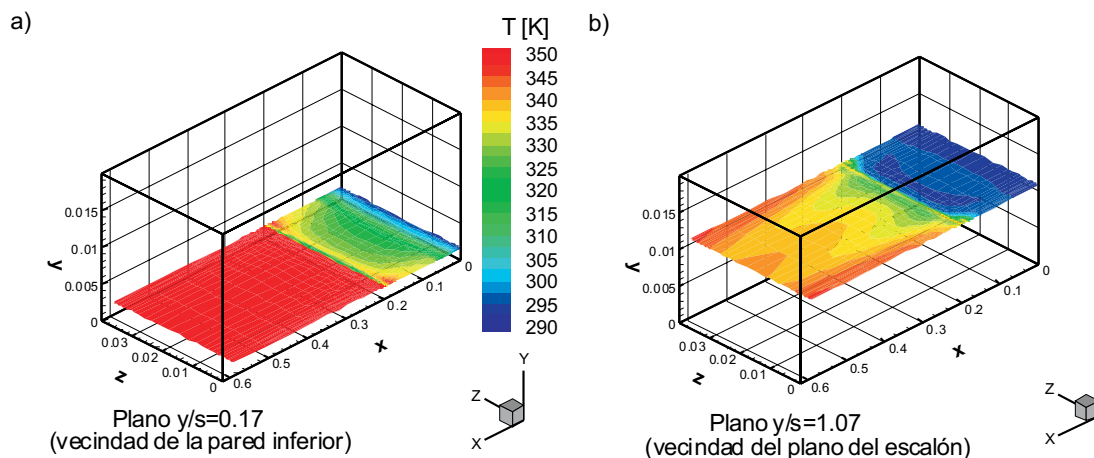 a)
T [K]
350
345
340
335
330
325
320
315
310
305
300
295
290
0.015
0.01
0.005
0
y
0.03
0.02
0.01
0
z
0.6
0.5
0.4
0.3
0.2
0.1
0
x
Y
Z
X
Plano y/s=0.17
(vecindad de la pared inferior)
b)
0.015
0.01
0.005
0
y
0.03
0.02
0.01
0
z
0.6
0.5
0.4
0.3
0.2
0.1
0
x
Z
X
Plano y/s=1.07
(vecindad del plano del escalón)